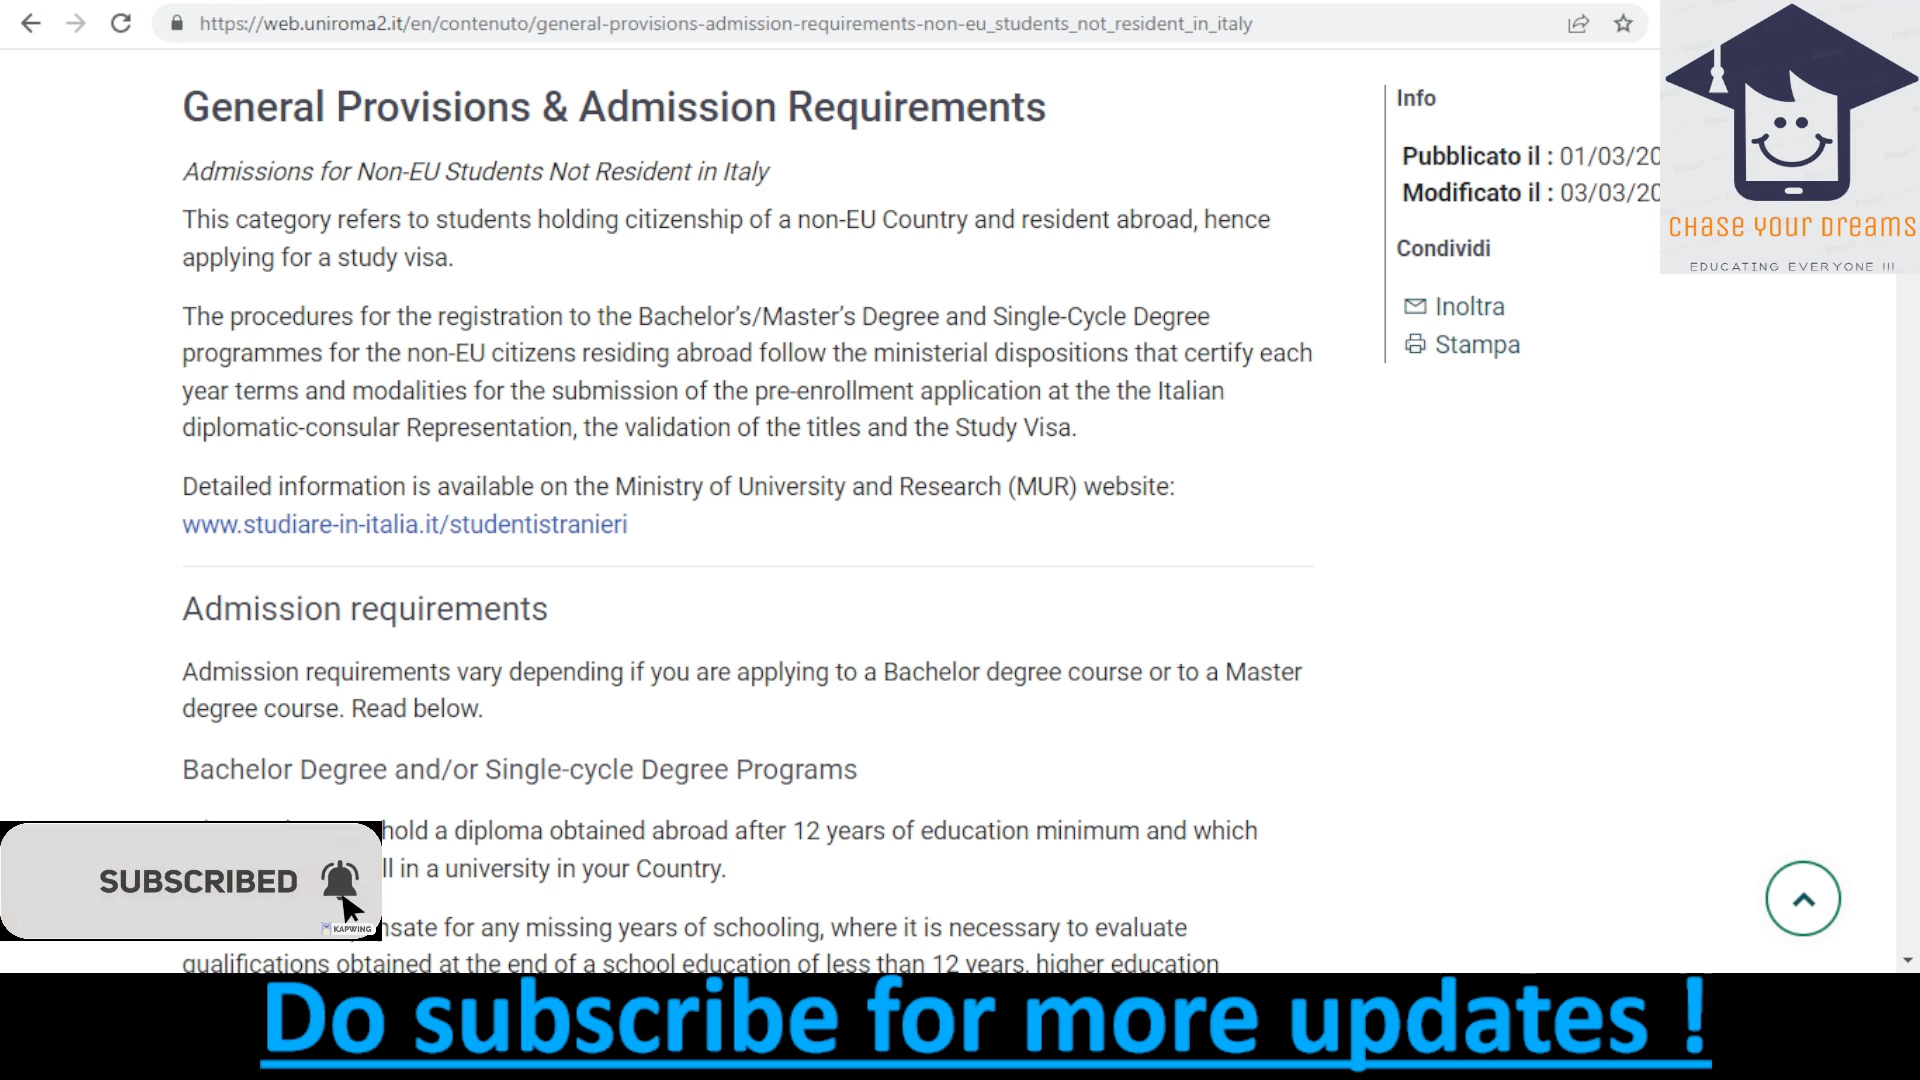 https://web.uniroma2.it/en/contenuto/general-provisions-admission-requirements-non-eu_students_not_resident_in_italy
General Provisions & Admission Requirements
Admissions for Non-EU Students Not Resident in Italy
This category refers to students holding citizenship of a non-EU Country and resident abroad, hence
applying for a study visa.
The procedures for the registration to the Bachelor’s/Master’s Degree and Single-Cycle Degree
programmes for the non-EU citizens residing abroad follow the ministerial dispositions that certify each
year terms and modalities for the submission of the pre-enrollment application at the the Italian
diplomatic-consular Representation, the validation of the titles and the Study Visa.
Detailed information is available on the Ministry of University and Research (MUR) website:
www.studiare-in-italia.it/studentistranieri
Admission requirements
Admission requirements vary depending if you are applying to a Bachelor degree course or to a Master
degree course. Read below.
Bachelor Degree and/or Single-cycle Degree Programs
hold a diploma obtained abroad after 12 years of education minimum and which
in a university in your Country.
for any missing years of schooling, where it is necessary to evaluate
qualifications obtained at the end of a school education of less than 12 years, higher education
Info
Pubblicato il : 01/03/20
Modificato il : 03/03/20
Condividi
Inoltra
Stampa
CHASE YOUR DREAMS
EDUCATING EVERYONE !!!
SUBSCRIBED
KAPWING
Do subscribe for more updates !